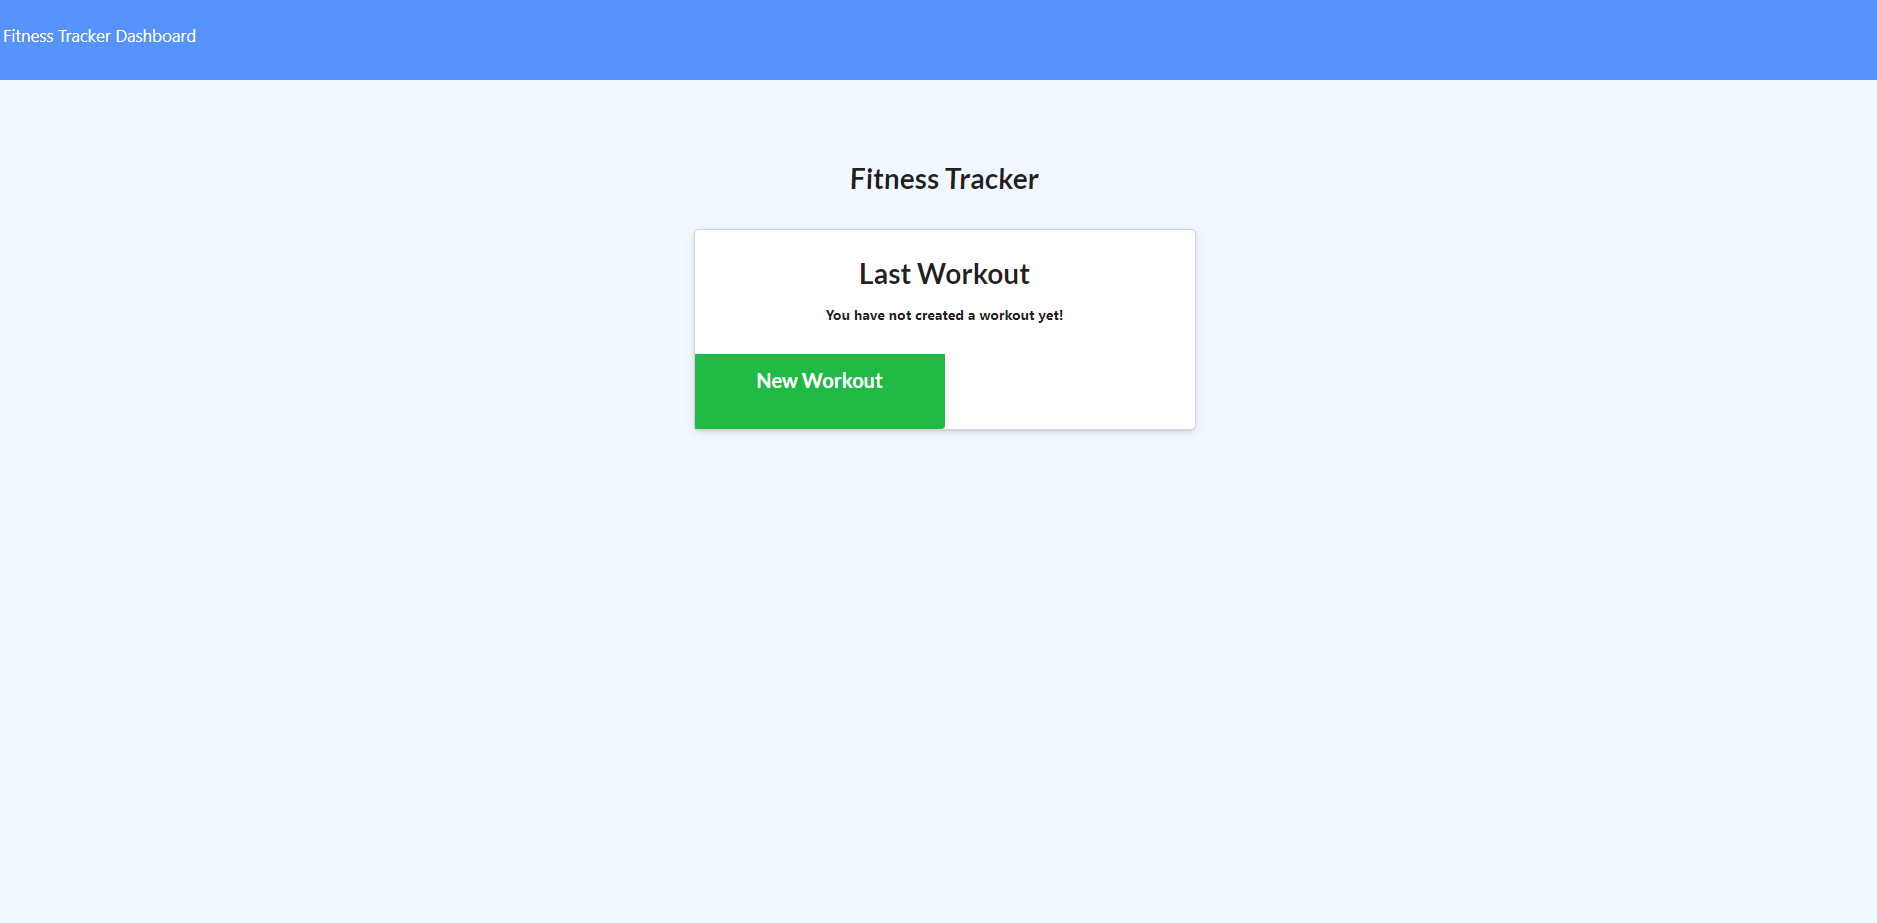 Fitness Tracker Dashboard
Fitness Tracker
Last Workout
You have not created a workout yet!
New Workout